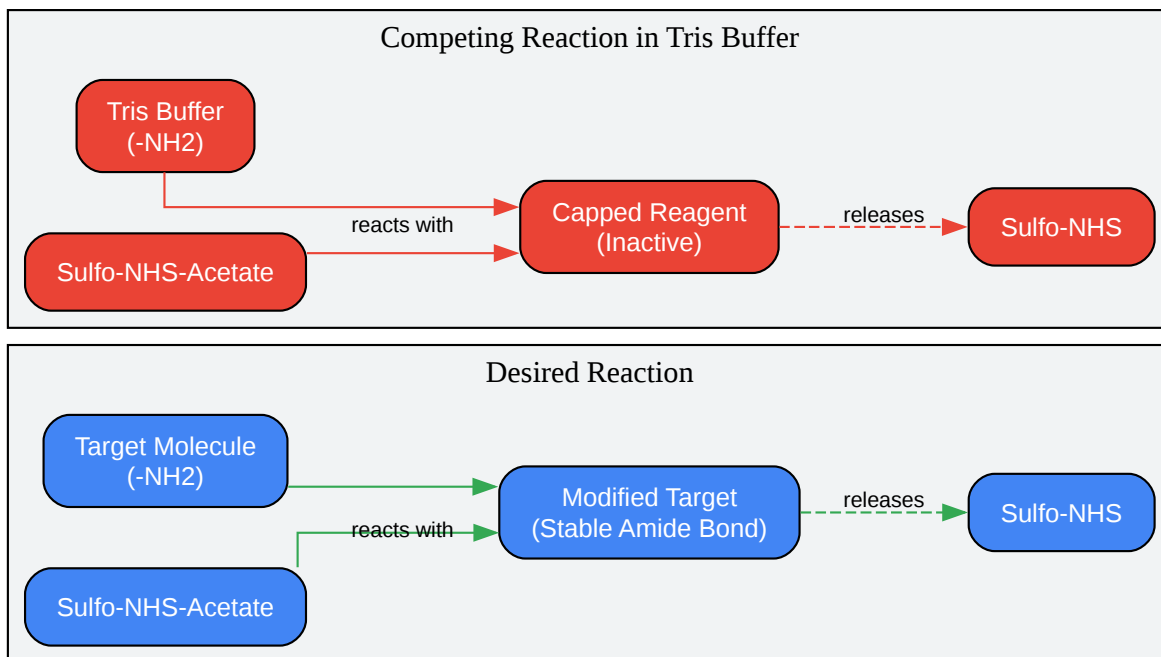 Competing Reaction in Tris Buffer
Tris Buffer
(-NH2)
reacts with
Sulfo-NHS-Acetate
Capped Reagent
(Inactive)
releases
Sulfo-NHS
Desired Reaction
Target Molecule
(-NH2)
reacts with
Sulfo-NHS-Acetate
Modified Target
(Stable Amide Bond)
releases
Sulfo-NHS